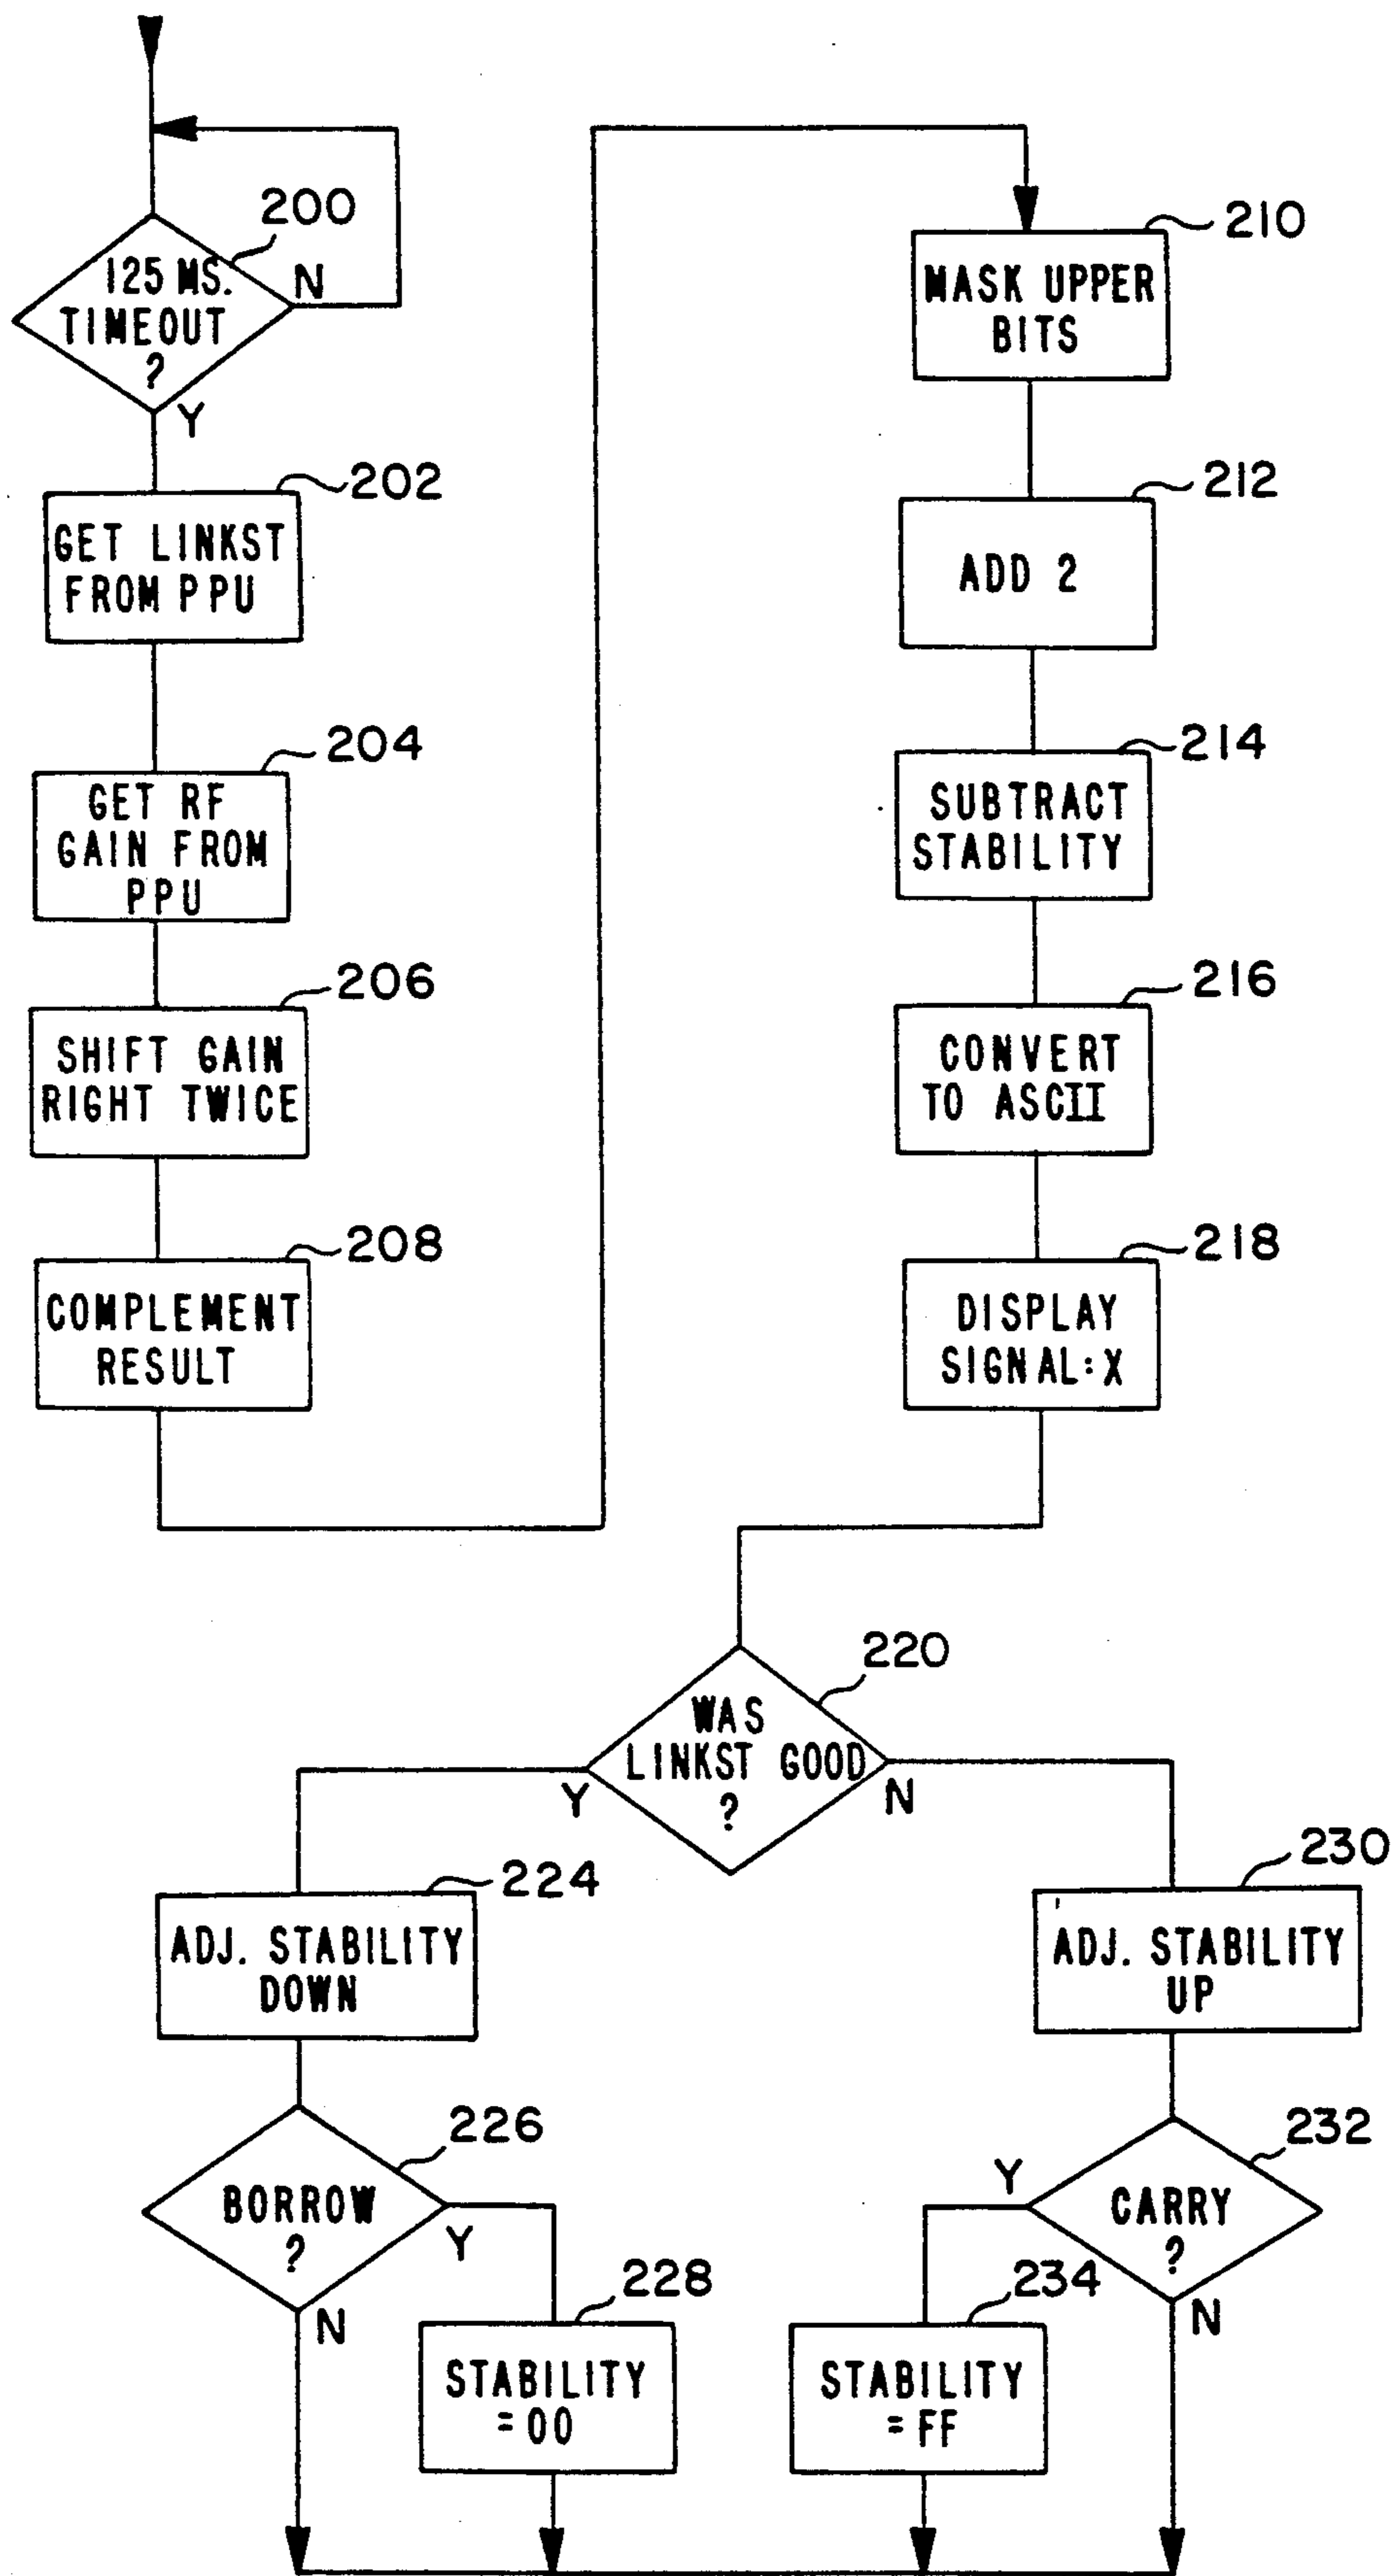 200
125 MS.
TIMEOUT
?
N
Y
202
GET LINKST
FROM PPU
204
GET RF
GAIN FROM
PPU
206
SHIFT GAIN
RIGHT TWICE
208
COMPLEMENT
RESULT
210
MASK UPPER
BITS
212
ADD 2
214
SUBTRACT
STABILITY
216
CONVERT
TO ASCII
218
DISPLAY
SIGNAL:X
220
WAS
LINKST GOOD
?
Y
N
224
ADJ. STABILITY
DOWN
226
BORROW
?
Y
N
228
STABILITY
=00
230
ADJ. STABILITY
UP
232
CARRY
?
Y
N
234
STABILITY
=FF